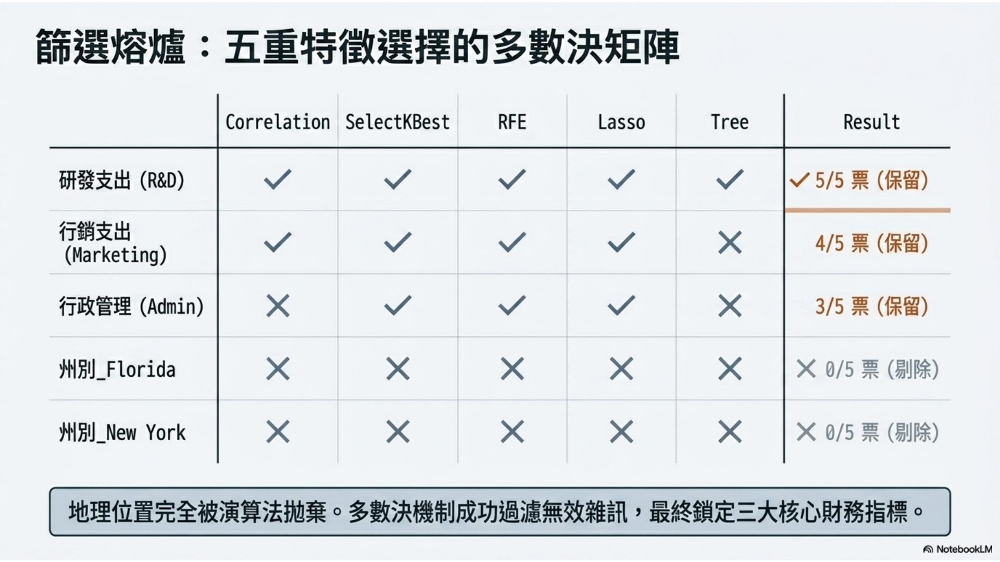 篩選熔爐：五重特徵選擇的多數決矩陣
Correlation SelectKBest RFE Lasso Tree Result
研發支出 (R&D) ✓ ✓ ✓ ✓ ✓ ✓ 5/5 票 (保留)
行銷支出
(Marketing) ✓ ✓ ✓ ✓ ✕ 4/5 票 (保留)
行政管理 (Admin) ✕ ✓ ✓ ✓ ✕ 3/5 票 (保留)
州別_Florida ✕ ✕ ✕ ✕ ✕ ✕ 0/5 票 (剔除)
州別_New York ✕ ✕ ✕ ✕ ✕ ✕ 0/5 票 (剔除)
地理位置完全被演算法拋棄。多數決機制成功過濾無效雜訊，最終鎖定三大核心財務指標。
NotebookLM